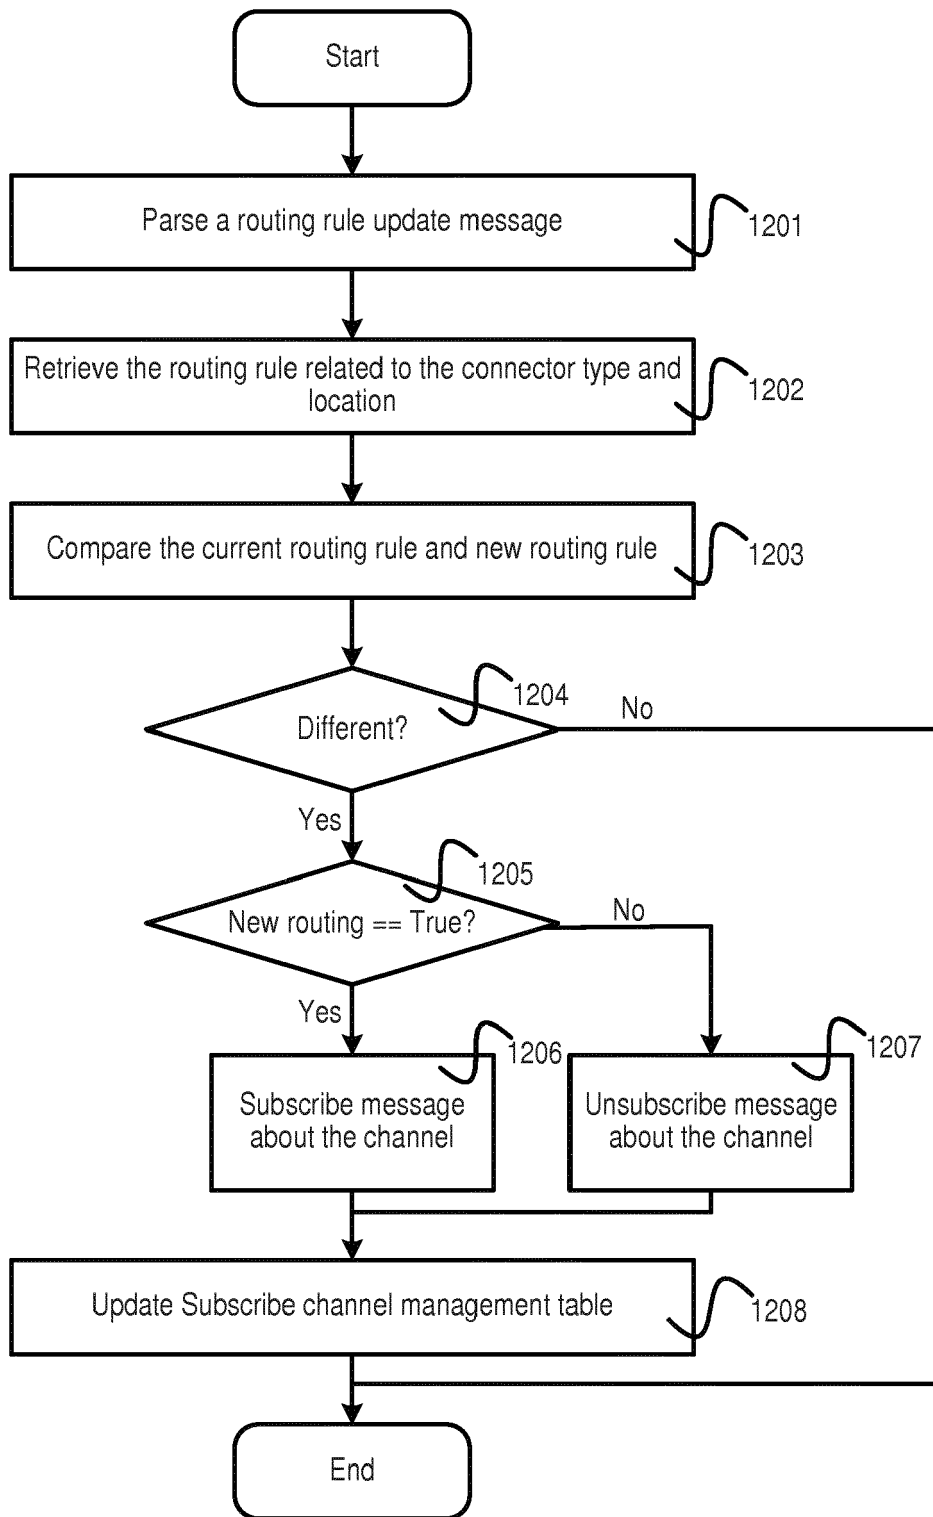 Start
Parse a routing rule update message
1201
Retrieve the routing rule related to the connector type and
location
1202
Compare the current routing rule and new routing rule
1203
1204
Different?
No
Yes
1205
New routing == True?
No
Yes
1206
1207
Subscribe message
about the channel
Unsubscribe message
about the channel
Update Subscribe channel management table
1208
End